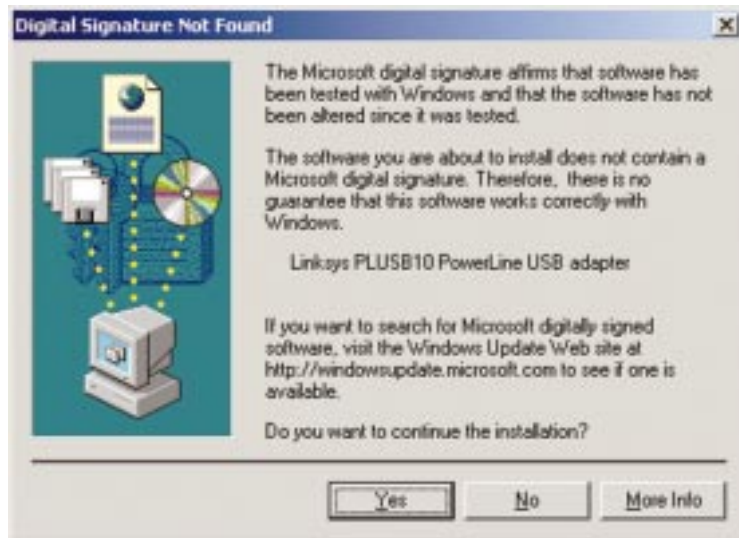 Digital Signature Not Found
The Microsoft digital signature affirms that software has
been tested with Windows and that the software has not
been altered since it was tested.
The software you are about to install does not contain a
Microsoft digital signature. Therefore, there is no
guarantee that this software works correctly with
Windows.
Linksys PLUSB10 PowerLine USB adapter
If you want to search for Microsoft digitally signed
software, visit the Windows Update Web site at
http://windowsupdate.microsoft.com to see if one is
available.
Do you want to continue the installation?
Yes No More Info